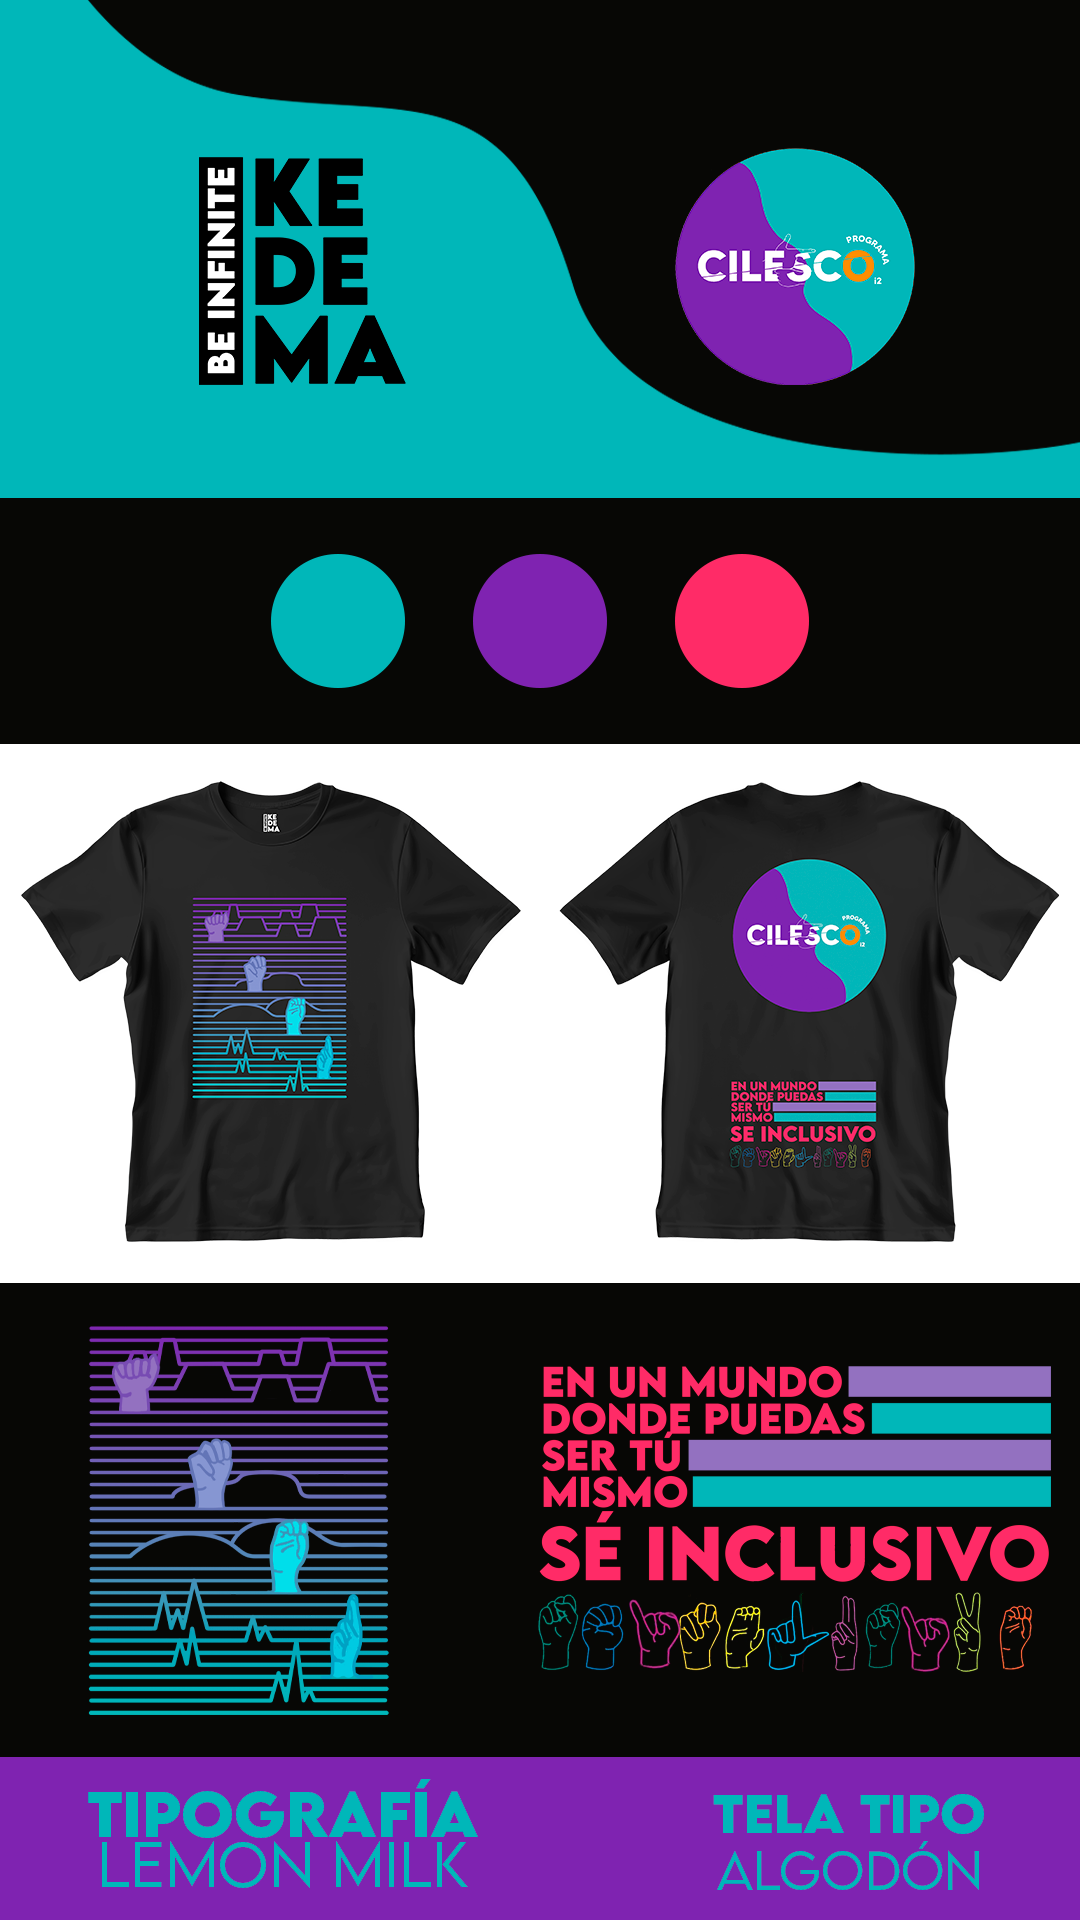 BE INFINITE
KE
DE
MA
PROGRAMA
CILESCO
12
KE
DE
MA
PROGRAMA
CILESCO
12
EN UN MUNDO
DONDE PUEDAS
SER TÚ
MISMO
SE INCLUSIVO
EN UN MUNDO
DONDE PUEDAS
SER TÚ
MISMO
SÉ INCLUSIVO
TIPOGRAFÍA
LEMON MILK
TELA TIPO
ALGODÓN